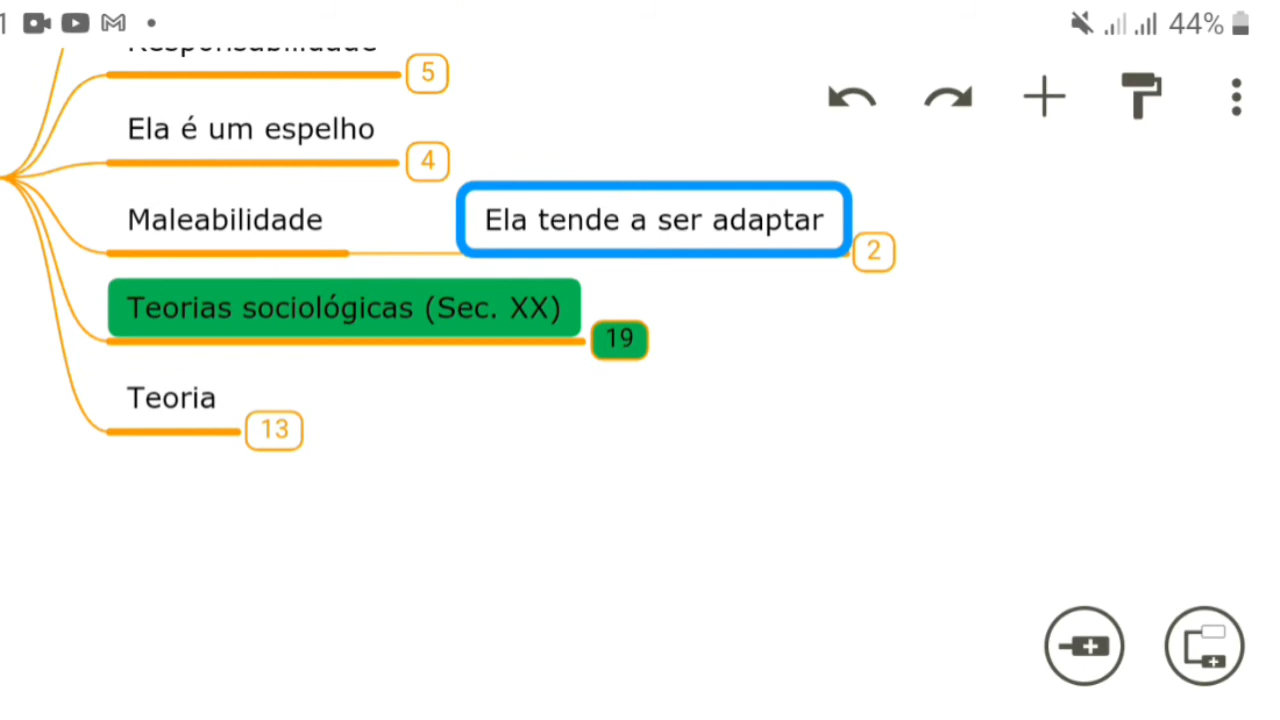 44%
Responsabilidade
5
Ela é um espelho
4
Maleabilidade
Ela tende a ser adaptar
2
Teorias sociológicas (Sec. XX)
19
Teoria
13